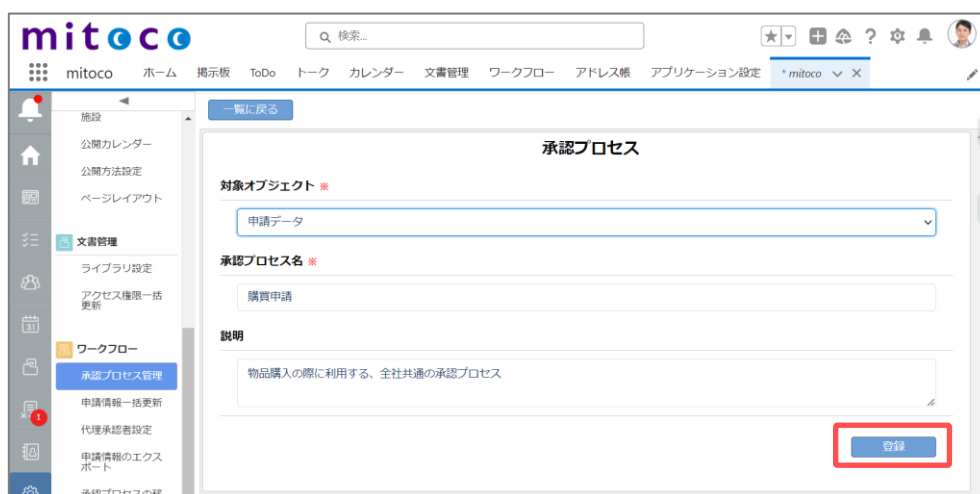 mitoco
検索...
mitoco ホーム 掲示板 ToDo トーク カレンダー 文書管理 ワークフロー アドレス帳 アプリケーション設定 * mitoco
施設
公開カレンダー
公開方法設定
ページレイアウト
文書管理
ライブラリ設定
アクセス権限一括
更新
ワークフロー
承認プロセス管理
申請情報一括更新
代理承認者設定
申請情報のエクス
ポート
承認プロセスの移
31
1
一覧に戻る
承認プロセス
対象オブジェクト ※
申請データ
承認プロセス名 ※
購買申請
説明
物品購入の際に利用する、全社共通の承認プロセス
登録